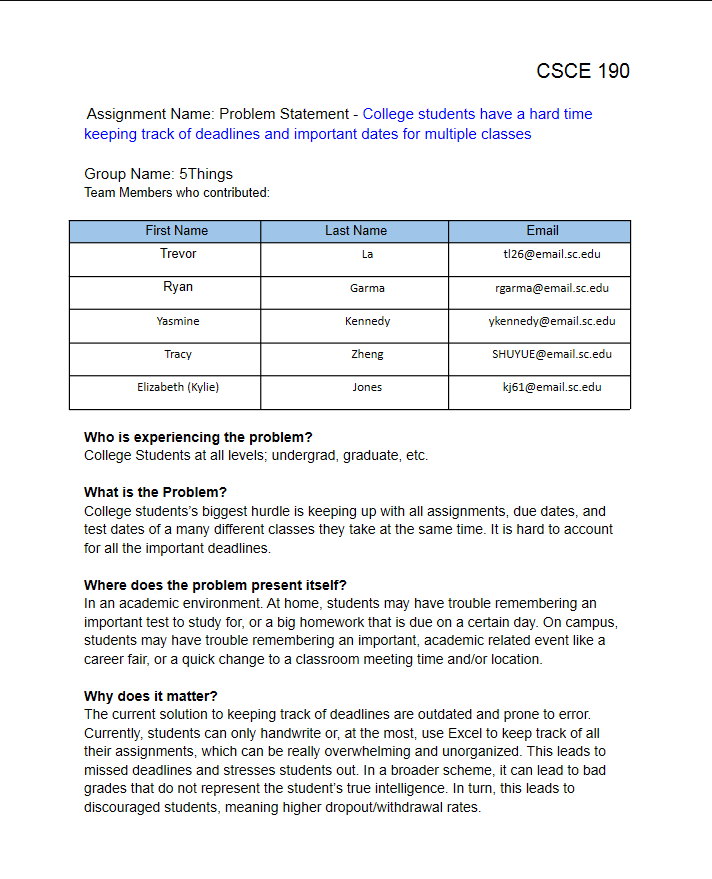 CSCE 190
Assignment Name: Problem Statement - College students have a hard time
keeping track of deadlines and important dates for multiple classes
Group Name: 5Things
Team Members who contributed:
First Name Last Name Email
Trevor La tl26@email.sc.edu
Ryan Garma rgarma@email.sc.edu
Yasmine Kennedy ykennedy@email.sc.edu
Tracy Zheng SHUYUE@email.sc.edu
Elizabeth (Kylie) Jones kj61@email.sc.edu
Who is experiencing the problem?
College Students at all levels; undergrad, graduate, etc.
What is the Problem?
College students's biggest hurdle is keeping up with all assignments, due dates, and
test dates of a many different classes they take at the same time. It is hard to account
for all the important deadlines.
Where does the problem present itself?
In an academic environment. At home, students may have trouble remembering an
important test to study for, or a big homework that is due on a certain day. On campus,
students may have trouble remembering an important, academic related event like a
career fair, or a quick change to a classroom meeting time and/or location.
Why does it matter?
The current solution to keeping track of deadlines are outdated and prone to error.
Currently, students can only handwrite or, at the most, use Excel to keep track of all
their assignments, which can be really overwhelming and unorganized. This leads to
missed deadlines and stresses students out. In a broader scheme, it can lead to bad
grades that do not represent the student's true intelligence. In turn, this leads to
discouraged students, meaning higher dropout/withdrawal rates.